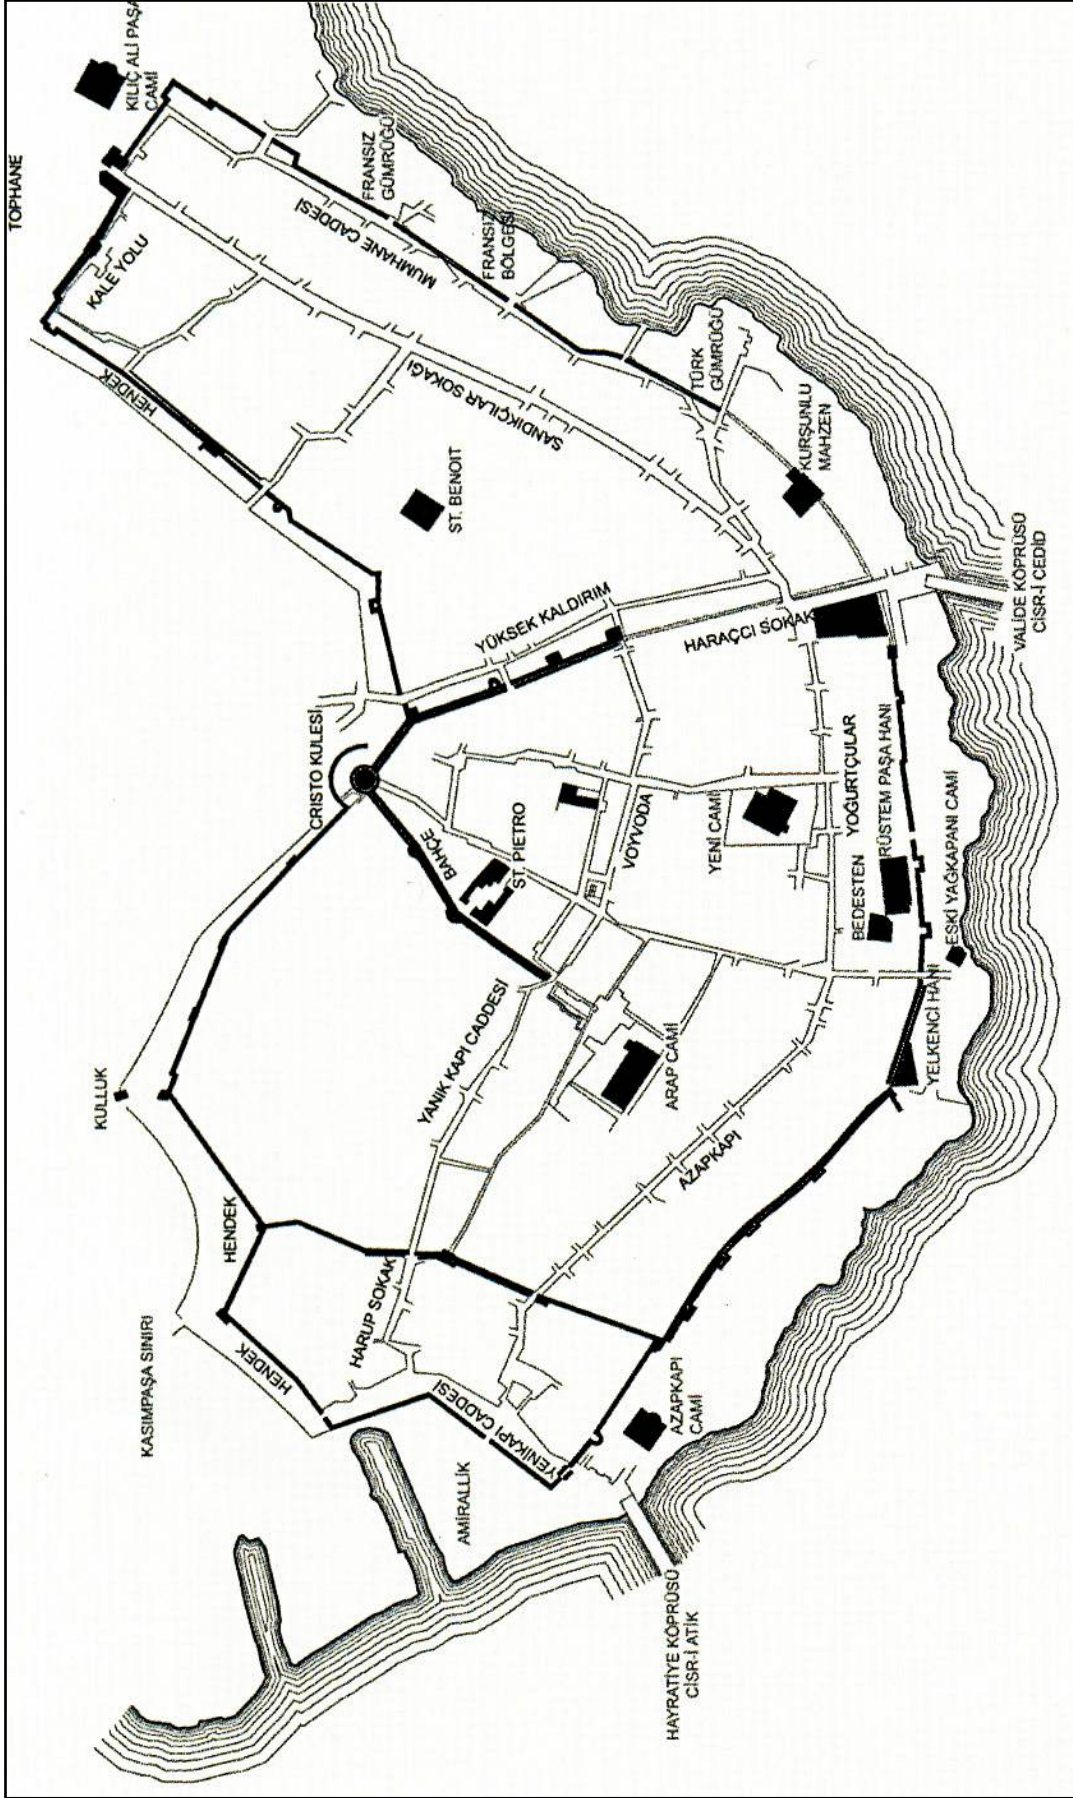 TOPHANE
KILIÇ ALİ PAŞA
CAMİ
KALE YOLU
HENDEK
FRANSIZ
GÜMRÜĞÜ
MUMHANE CADDESİ
FRANSIZ
BÖLGESİ
SANDIKÇILAR SOKAĞI
TÜRK
GÜMRÜĞÜ
KURŞUNLU
MAHZEN
ST. BENOIT
YÜKSEK KALDIRIM
HARAÇCI SOKAK
VALİDE KÖPRÜSÜ
CİSR-İ CEDİD
CRISTO KULESİ
BAHÇE
ST. PIETRO
VOYVODA
YENİ CAMİ
YOĞURTÇULAR
BEDESTEN
RÜSTEM PAŞA HANI
ESKİ YAĞKAPANI CAMİ
YELKENCİ HANI
KULLUK
YANIK KAPI CADDESİ
ARAP CAMİ
AZAPKAPI
HENDEK
KASIMPAŞA SINIRI
HENDEK
HARUP SOKAK
YENİKAPI CADDESİ
AZAPKAPI
CAMİ
AMİRALLİK
HAYRATİYE KÖPRÜSÜ
CİSR-İ ATİK